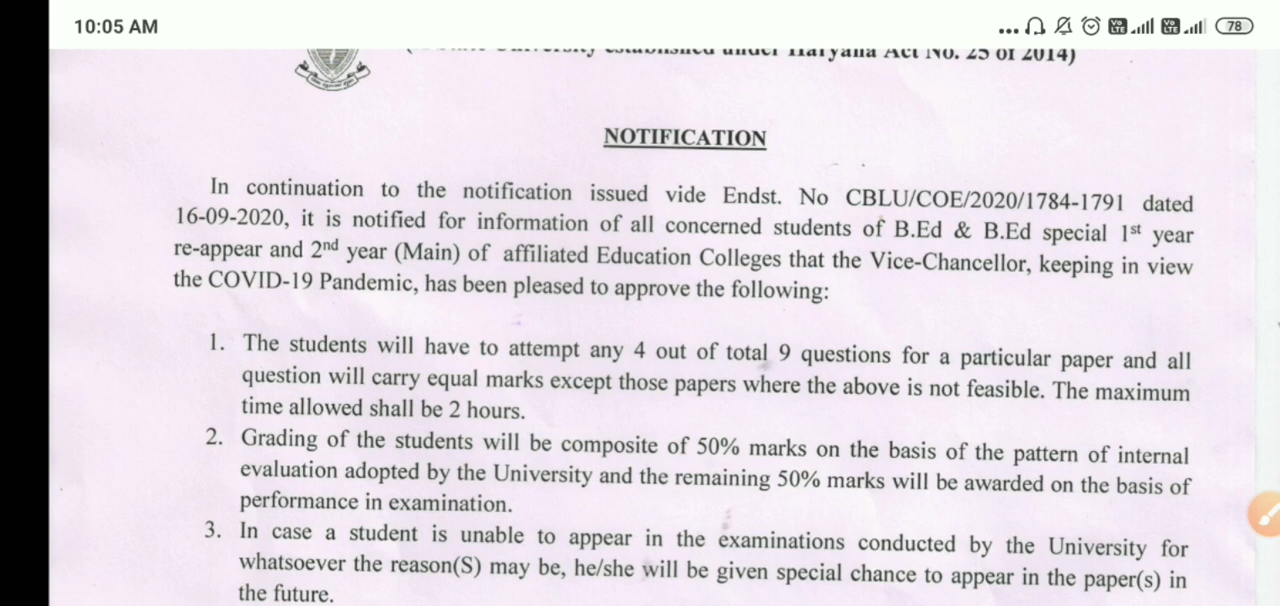 10:05 AM
78
established under Haryana Act No. 25 of 2014)
NOTIFICATION
In continuation to the notification issued vide Endst. No CBLU/COE/2020/1784-1791 dated
16-09-2020, it is notified for information of all concerned students of B.Ed & B.Ed special 1st year
re-appear and 2nd year (Main) of affiliated Education Colleges that the Vice-Chancellor, keeping in view
the COVID-19 Pandemic, has been pleased to approve the following:
1. The students will have to attempt any 4 out of total 9 questions for a particular paper and all
question will carry equal marks except those papers where the above is not feasible. The maximum
time allowed shall be 2 hours.
2. Grading of the students will be composite of 50% marks on the basis of the pattern of internal
evaluation adopted by the University and the remaining 50% marks will be awarded on the basis of
performance in examination.
3. In case a student is unable to appear in the examinations conducted by the University for
whatsoever the reason(S) may be, he/she will be given special chance to appear in the paper(s) in
the future.